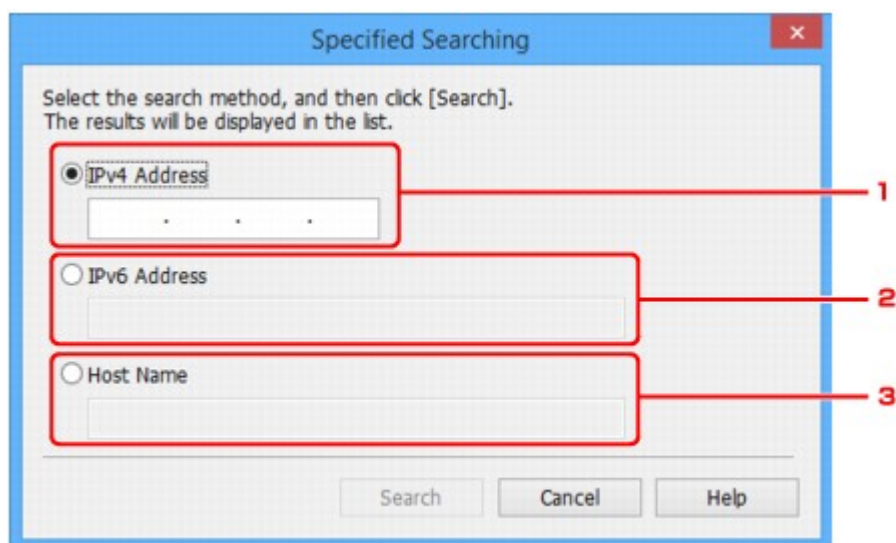 Specified Searching
Select the search method, and then click [Search].
The results will be displayed in the list.
IPv4 Address
. . .
1
IPv6 Address
2
Host Name
3
Search Cancel Help